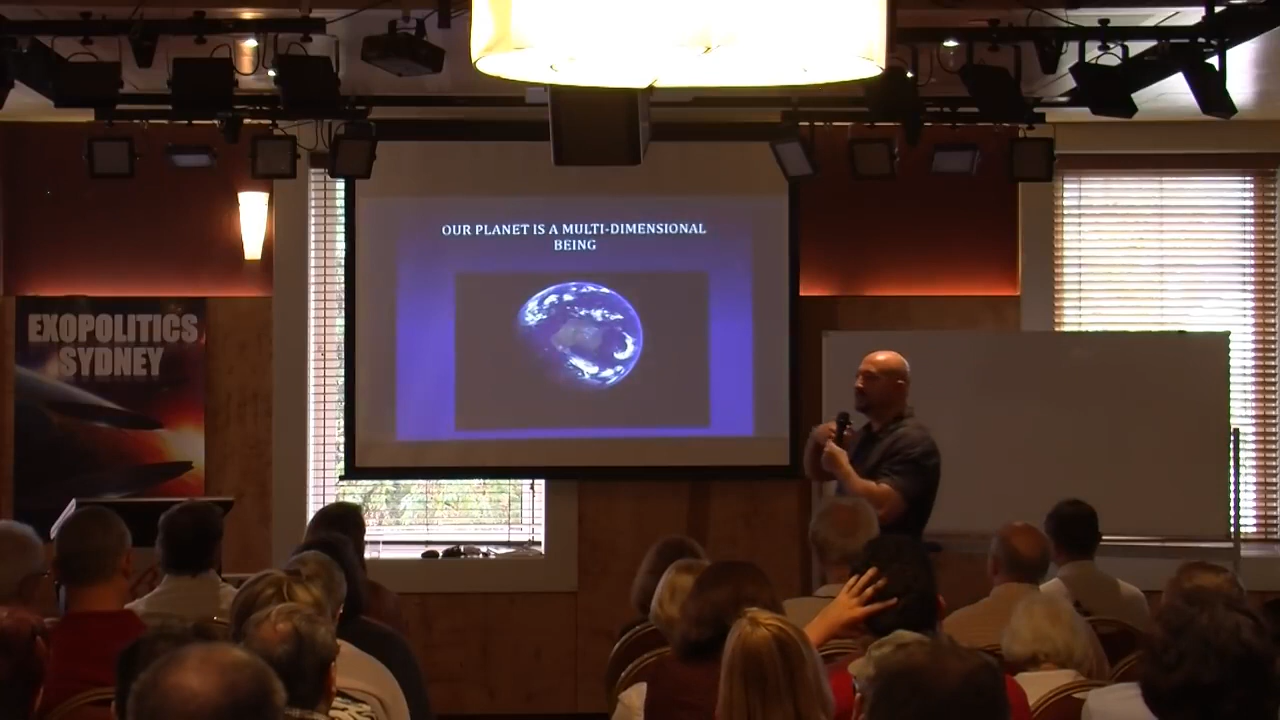 OUR PLANET IS A MULTI-DIMENSIONAL
BEING
EXOPOLITICS
SYDNEY